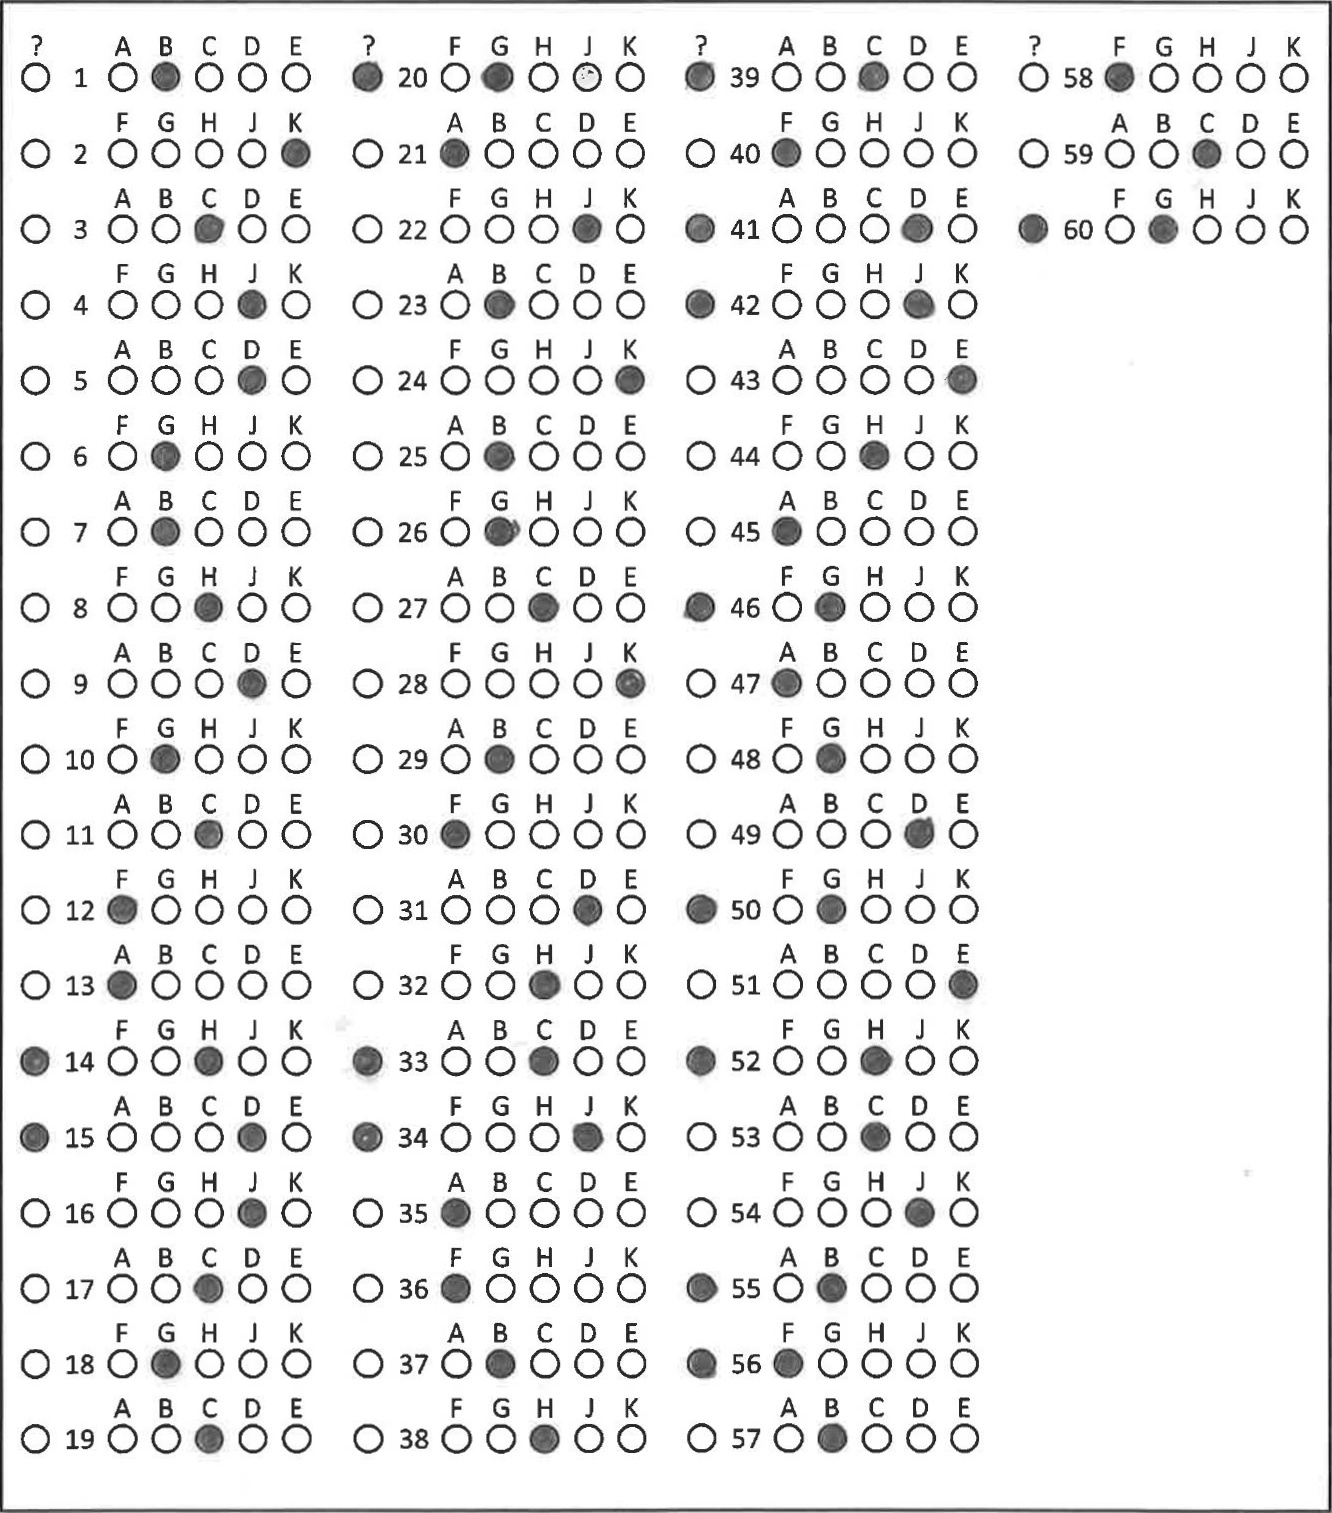 ? A B C D E ? F G H J K ? A B C D E ? F G H J K
1 20 39 58
F G H J K A B C D E F G H J K A B C D E
2 21 40 59
A B C D E F G H J K A B C D E F G H J K
3 22 41 60
F G H J K A B C D E F G H J K
4 23 42
A B C D E F G H J K A B C D E
5 24 43
F G H J K A B C D E F G H J K
6 25 44
A B C D E F G H J K A B C D E
7 26 45
F G H J K A B C D E F G H J K
8 27 46
A B C D E F G H J K A B C D E
9 28 47
F G H J K A B C D E F G H J K
10 29 48
A B C D E F G H J K A B C D E
11 30 49
F G H J K A B C D E F G H J K
12 31 50
A B C D E F G H J K A B C D E
13 32 51
F G H J K A B C D E F G H J K
14 33 52
A B C D E F G H J K A B C D E
15 34 53
F G H J K A B C D E F G H J K
16 35 54
A B C D E F G H J K A B C D E
17 36 55
F G H J K A B C D E F G H J K
18 37 56
A B C D E F G H J K A B C D E
19 38 57